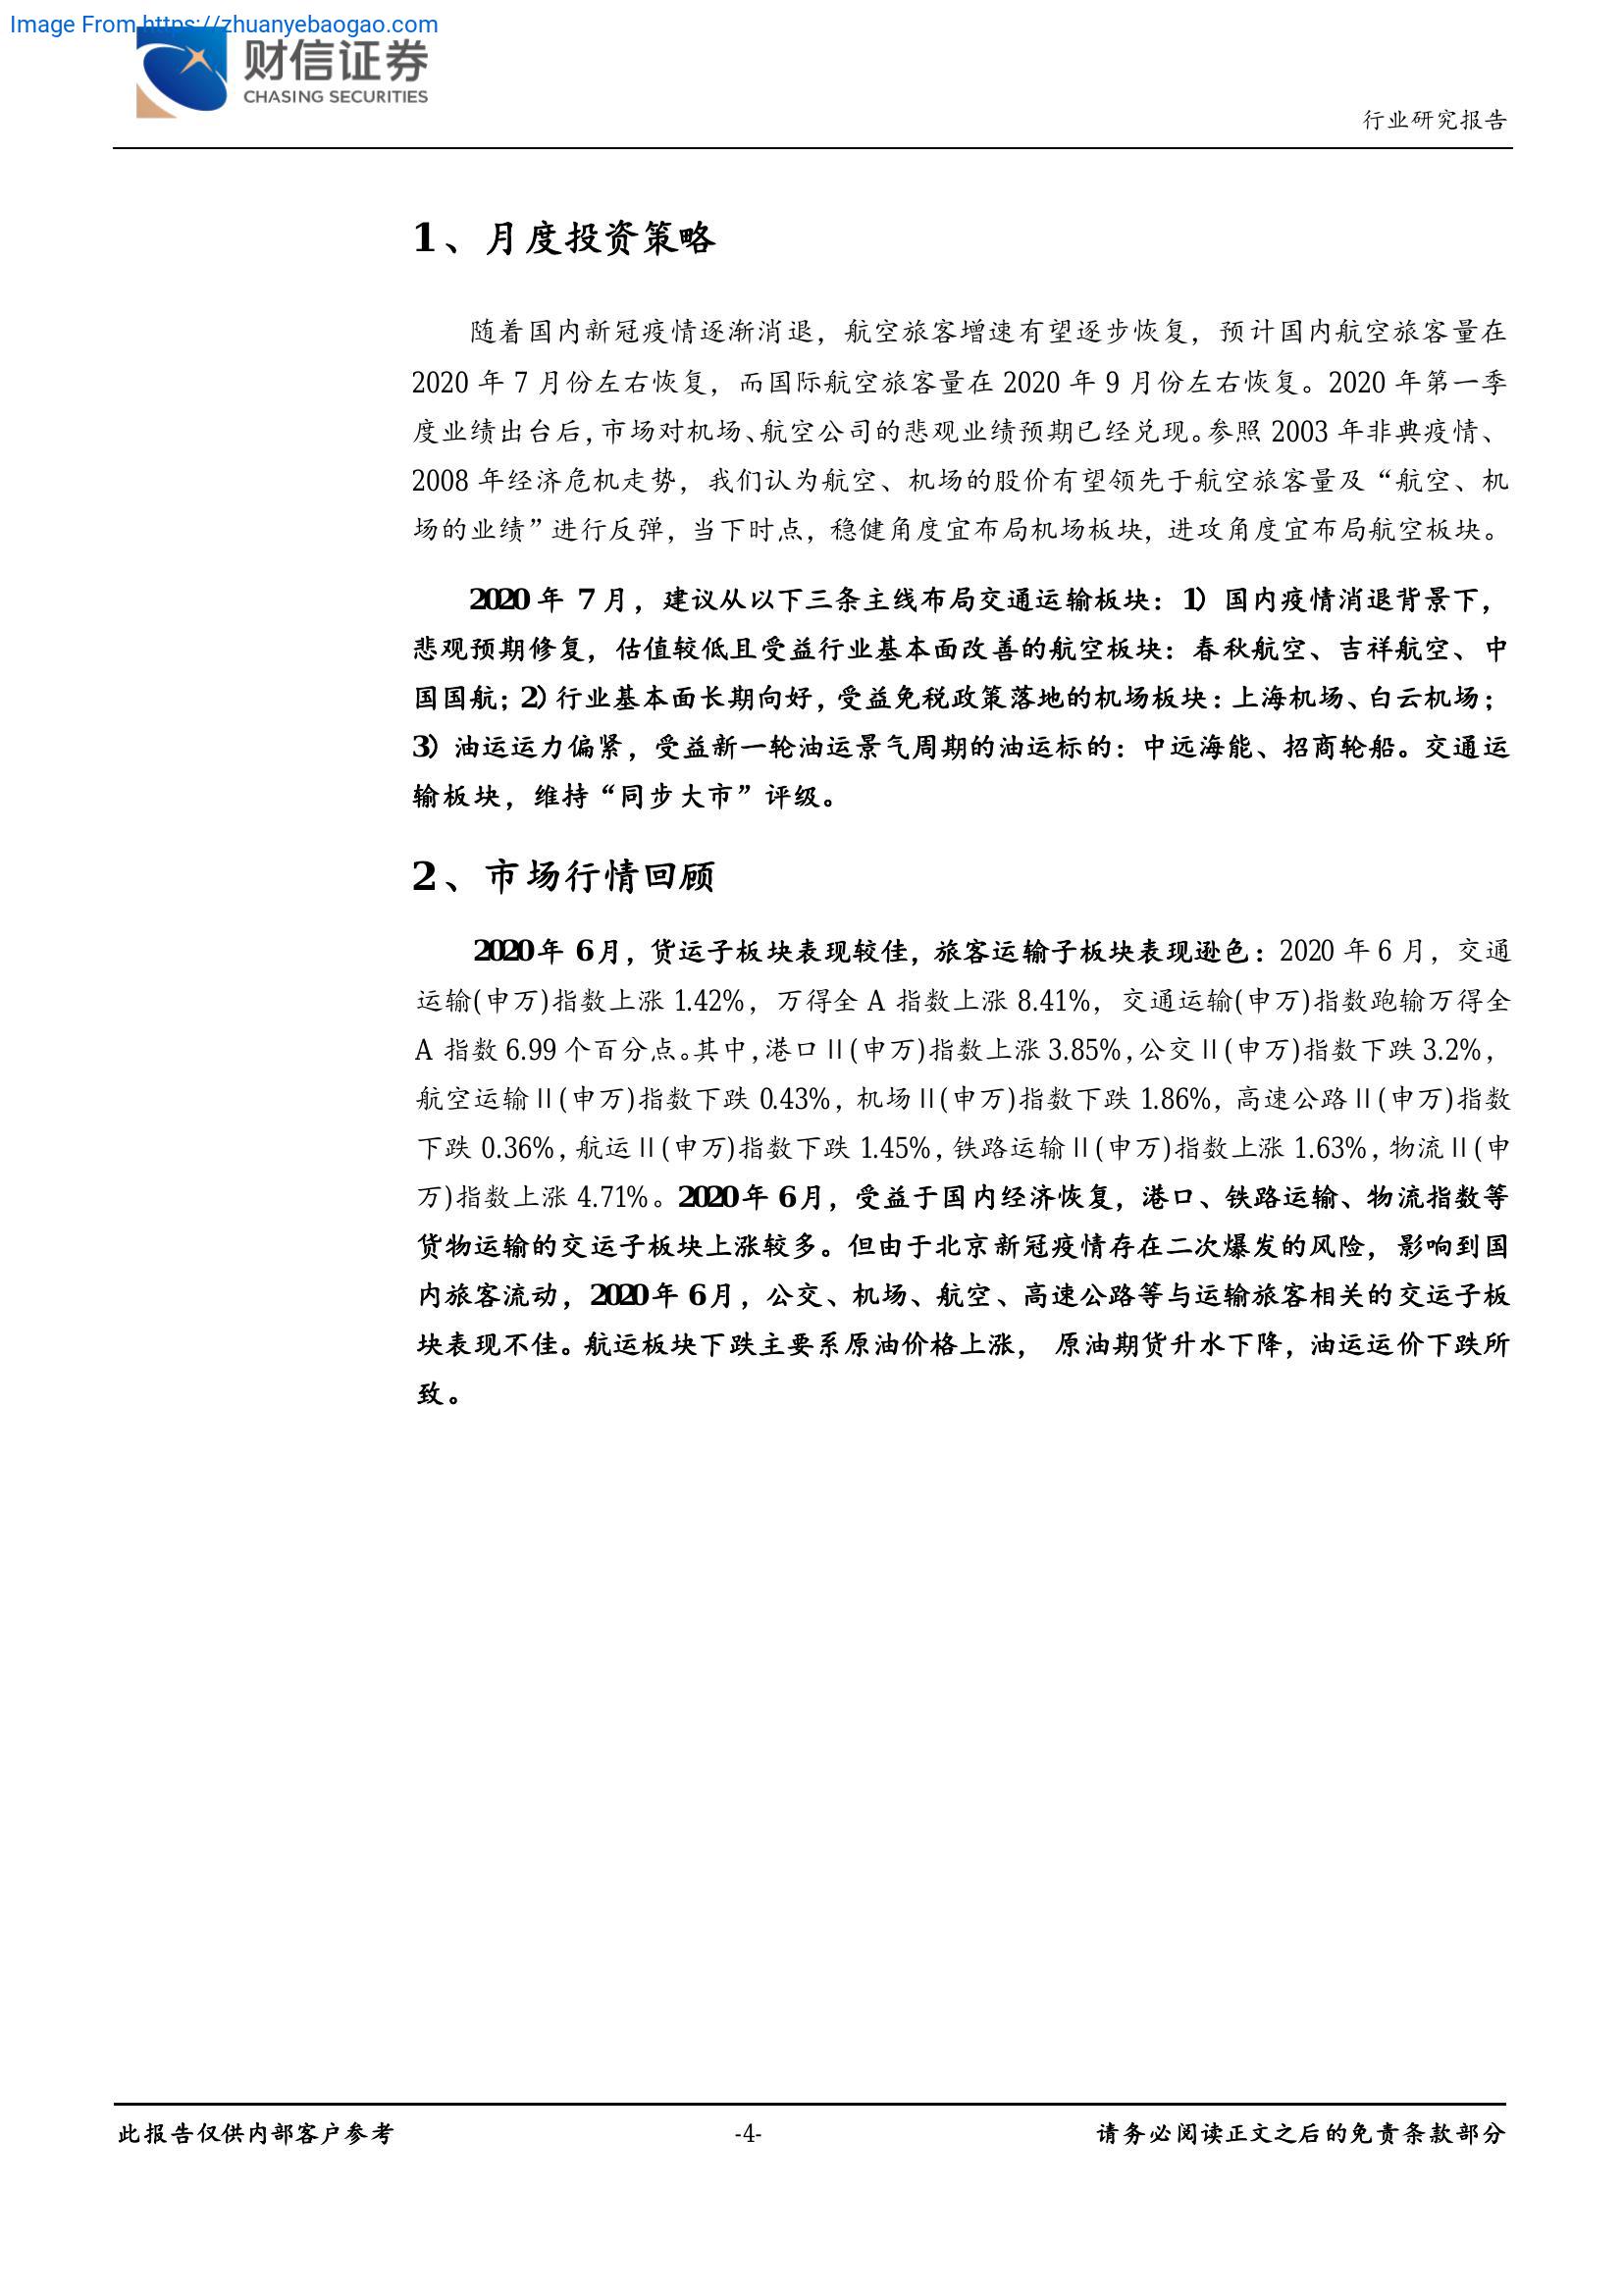 Image From https://zhuanyebaogao.com
财信证券
CHASING SECURITIES
行业研究报告
1、月度投资策略
随着国内新冠疫情逐渐消退，航空旅客增速有望逐步恢复，预计国内航空旅客量在
2020 年 7 月份左右恢复，而国际航空旅客量在 2020 年 9 月份左右恢复。2020 年第一季
度业绩出台后，市场对机场、航空公司的悲观业绩预期已经兑现。参照 2003 年非典疫情、
2008 年经济危机走势，我们认为航空、机场的股价有望领先于航空旅客量及“航空、机
场的业绩”进行反弹，当下时点，稳健角度宜布局机场板块，进攻角度宜布局航空板块。
2020 年 7 月，建议从以下三条主线布局交通运输板块：1）国内疫情消退背景下，
悲观预期修复，估值较低且受益行业基本面改善的航空板块：春秋航空、吉祥航空、中
国国航；2）行业基本面长期向好，受益免税政策落地的机场板块：上海机场、白云机场；
3）油运运力偏紧，受益新一轮油运景气周期的油运标的：中远海能、招商轮船。交通运
输板块，维持“同步大市”评级。
2、市场行情回顾
2020 年 6 月，货运子板块表现较佳，旅客运输子板块表现逊色：2020 年 6 月，交通
运输(申万)指数上涨 1.42%，万得全 A 指数上涨 8.41%，交通运输(申万)指数跑输万得全
A 指数 6.99 个百分点。其中，港口Ⅱ(申万)指数上涨 3.85%，公交Ⅱ(申万)指数下跌 3.2%，
航空运输Ⅱ(申万)指数下跌 0.43%，机场Ⅱ(申万)指数下跌 1.86%，高速公路Ⅱ(申万)指数
下跌 0.36%，航运Ⅱ(申万)指数下跌 1.45%，铁路运输Ⅱ(申万)指数上涨 1.63%，物流Ⅱ(申
万)指数上涨 4.71%。2020 年 6 月，受益于国内经济恢复，港口、铁路运输、物流指数等
货物运输的交运子板块上涨较多。但由于北京新冠疫情存在二次爆发的风险，影响到国
内旅客流动，2020 年 6 月，公交、机场、航空、高速公路等与运输旅客相关的交运子板
块表现不佳。航运板块下跌主要系原油价格上涨， 原油期货升水下降，油运运价下跌所
致。
此报告仅供内部客户参考 -4- 请务必阅读正文之后的免责条款部分